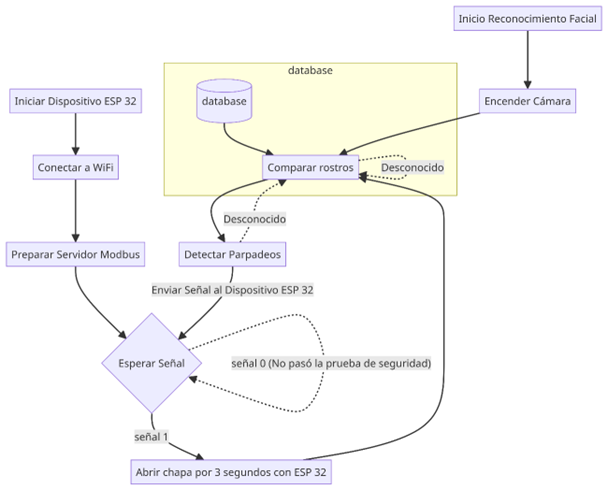 Inicio Reconocimiento Facial
database
Iniciar Dispositivo ESP 32
database
Encender Cámara
Conectar a WiFi
Comparar rostros
Desconocido
Desconocido
Preparar Servidor Modbus
Detectar Parpadeos
Enviar Señal al Dispositivo ESP 32
Esperar Señal
señal 0 (No pasó la prueba de seguridad)
señal 1
Abrir chapa por 3 segundos con ESP 32